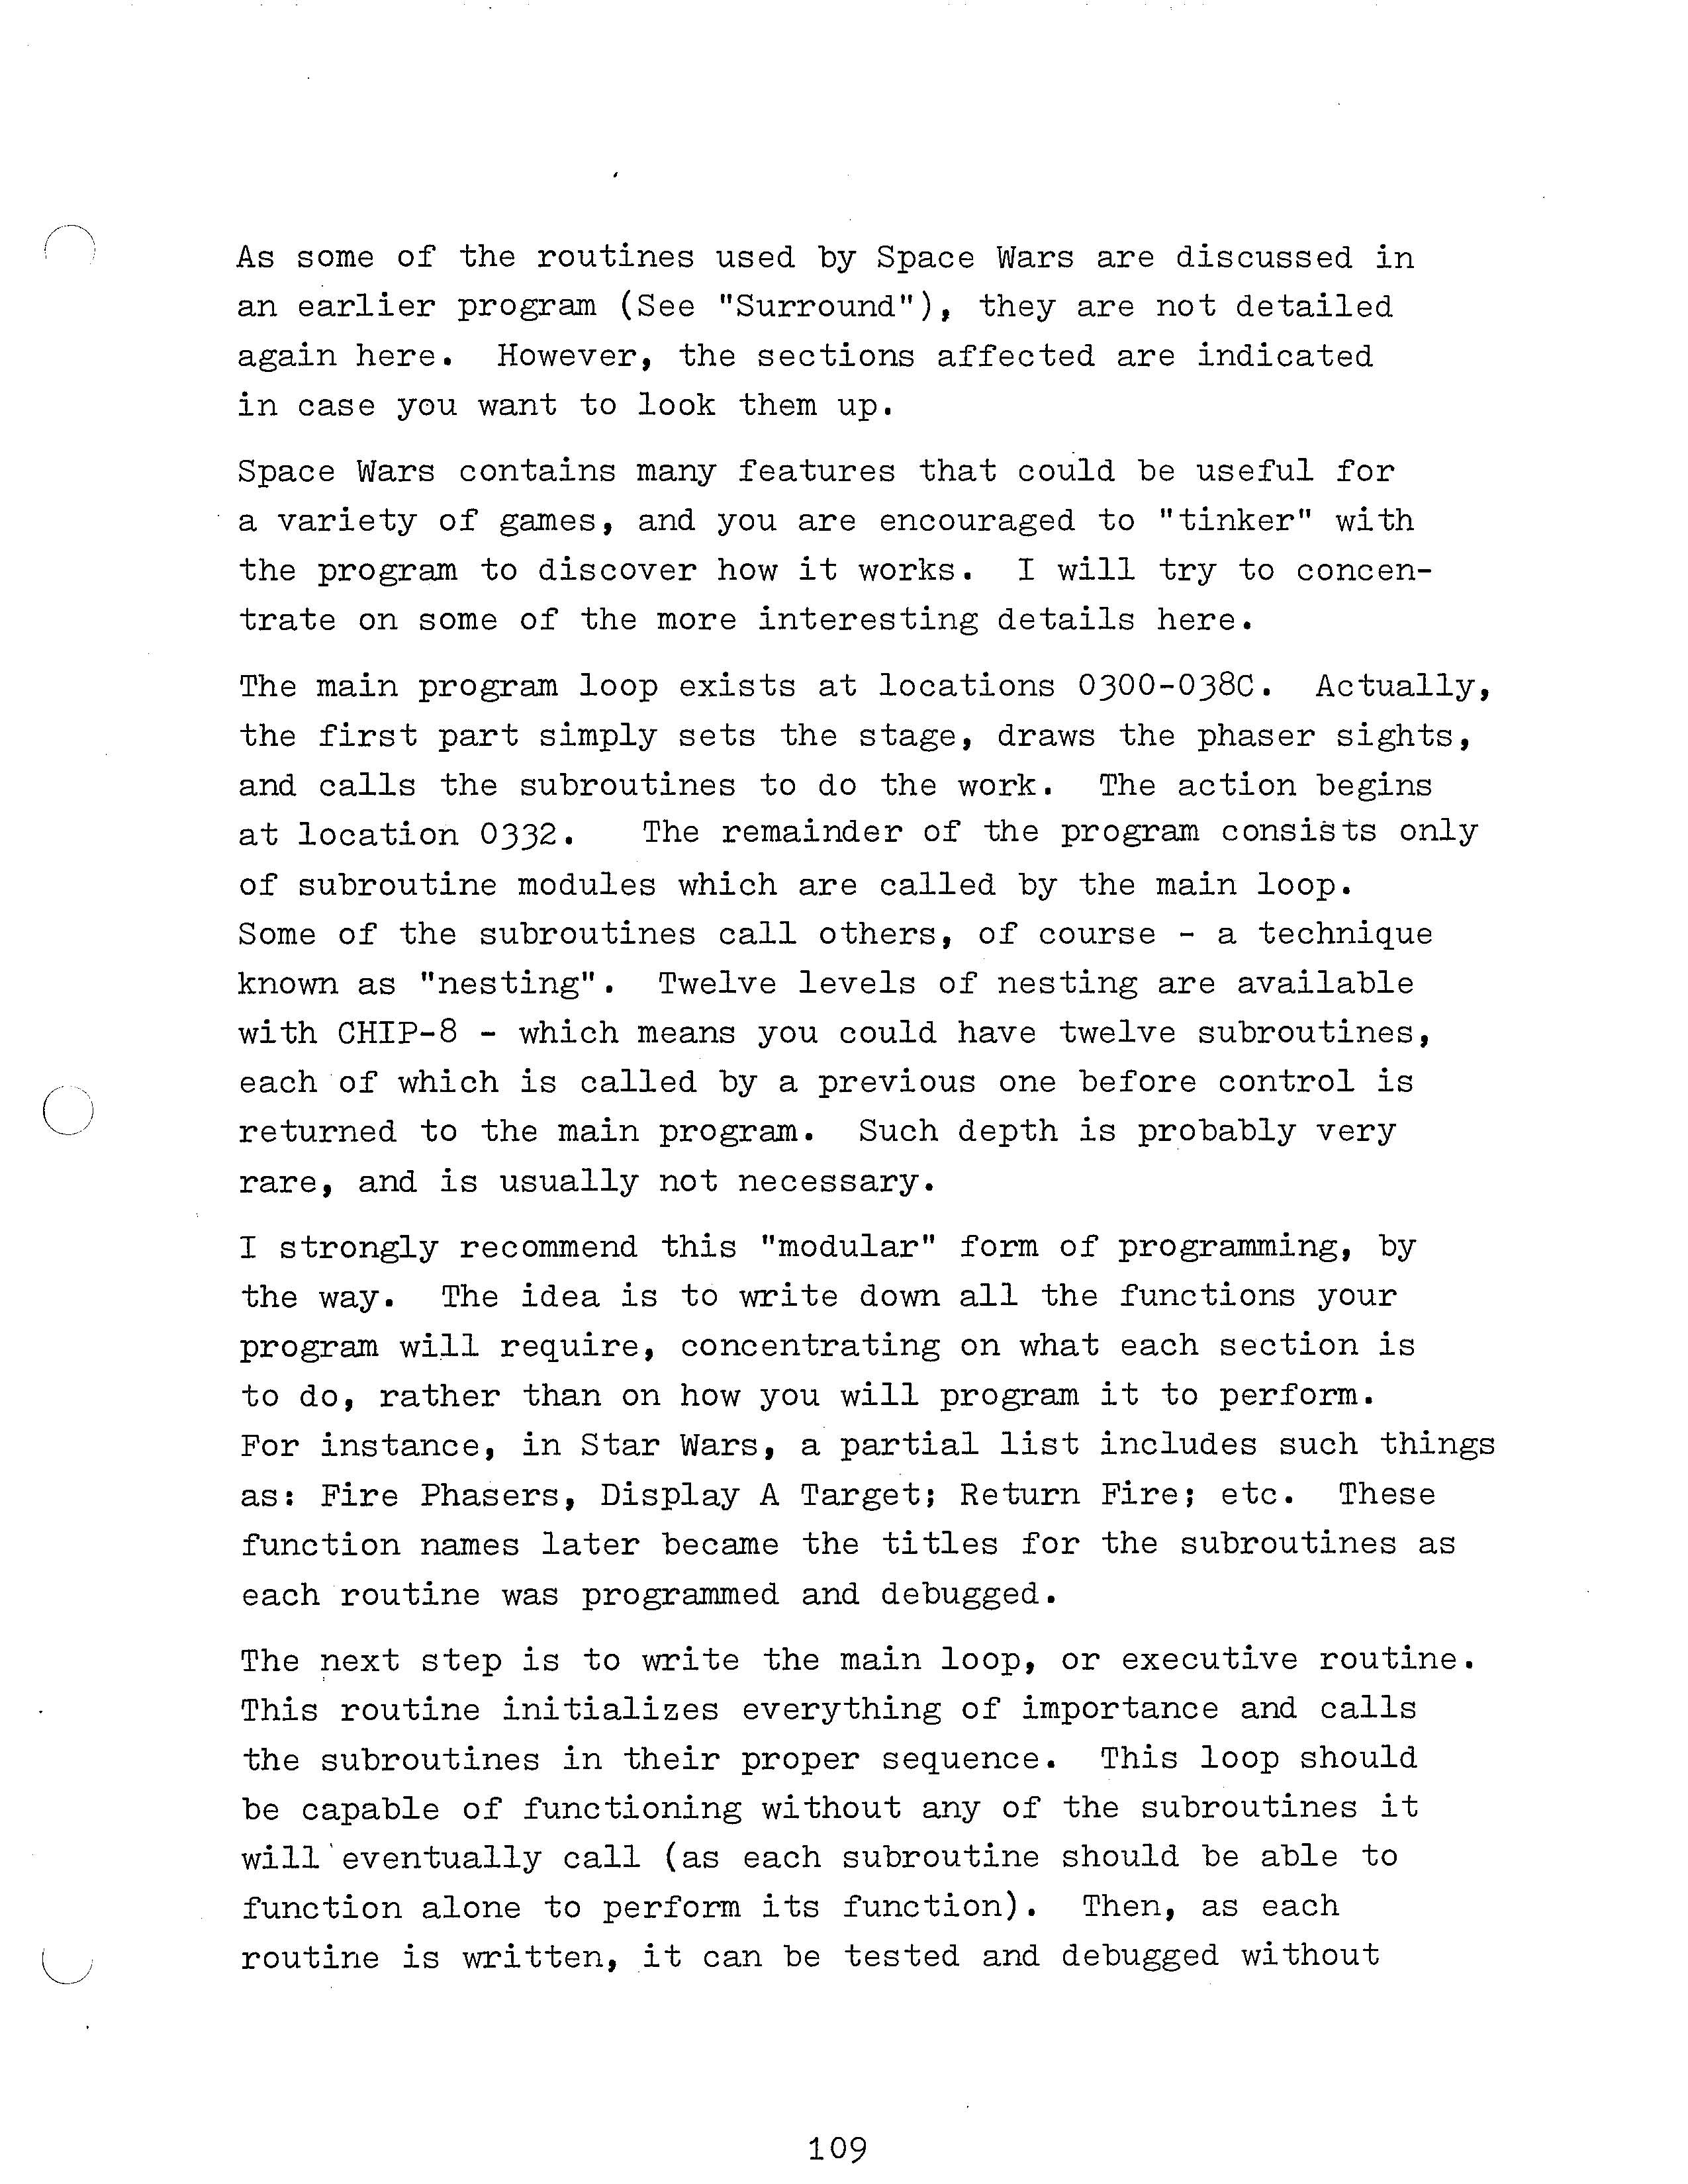 As some of the routines used by Space Wars are discussed in
an earlier program (See "Surround"), they are not detailed
again here.  However, the sections affected are indicated
in case you want to look them up.
Space Wars contains many features that could be useful for
a variety of games, and you are encouraged to "tinker" with
the program to discover how it works.  I will try to concen-
trate on some of the more interesting details here.
The main program loop exists at locations 0300-038C.  Actually,
the first part simply sets the stage, draws the phaser sights,
and calls the subroutines to do the work.  The action begins
at location 0332.   The remainder of the program consists only
of subroutine modules which are called by the main loop.
Some of the subroutines call others, of course - a technique
known as "nesting".  Twelve levels of nesting are available
with CHIP-8 - which means you could have twelve subroutines,
each of which is called by a previous one before control is
returned to the main program.  Such depth is probably very
rare, and is usually not necessary.
I strongly recommend this "modular" form of programming, by
the way.  The idea is to write down all the functions your
program will require, concentrating on what each section is
to do, rather than on how you will program it to perform.
For instance, in Star Wars, a partial list includes such things
as: Fire Phasers, Display A Target; Return Fire; etc.  These
function names later became the titles for the subroutines as
each routine was programmed and debugged.
The next step is to write the main loop, or executive routine.
This routine initializes everything of importance and calls
the subroutines in their proper sequence.  This loop should
be capable of functioning without any of the subroutines it
will eventually call (as each subroutine should be able to
function alone to perform its function).  Then, as each
routine is written, it can be tested and debugged without
109